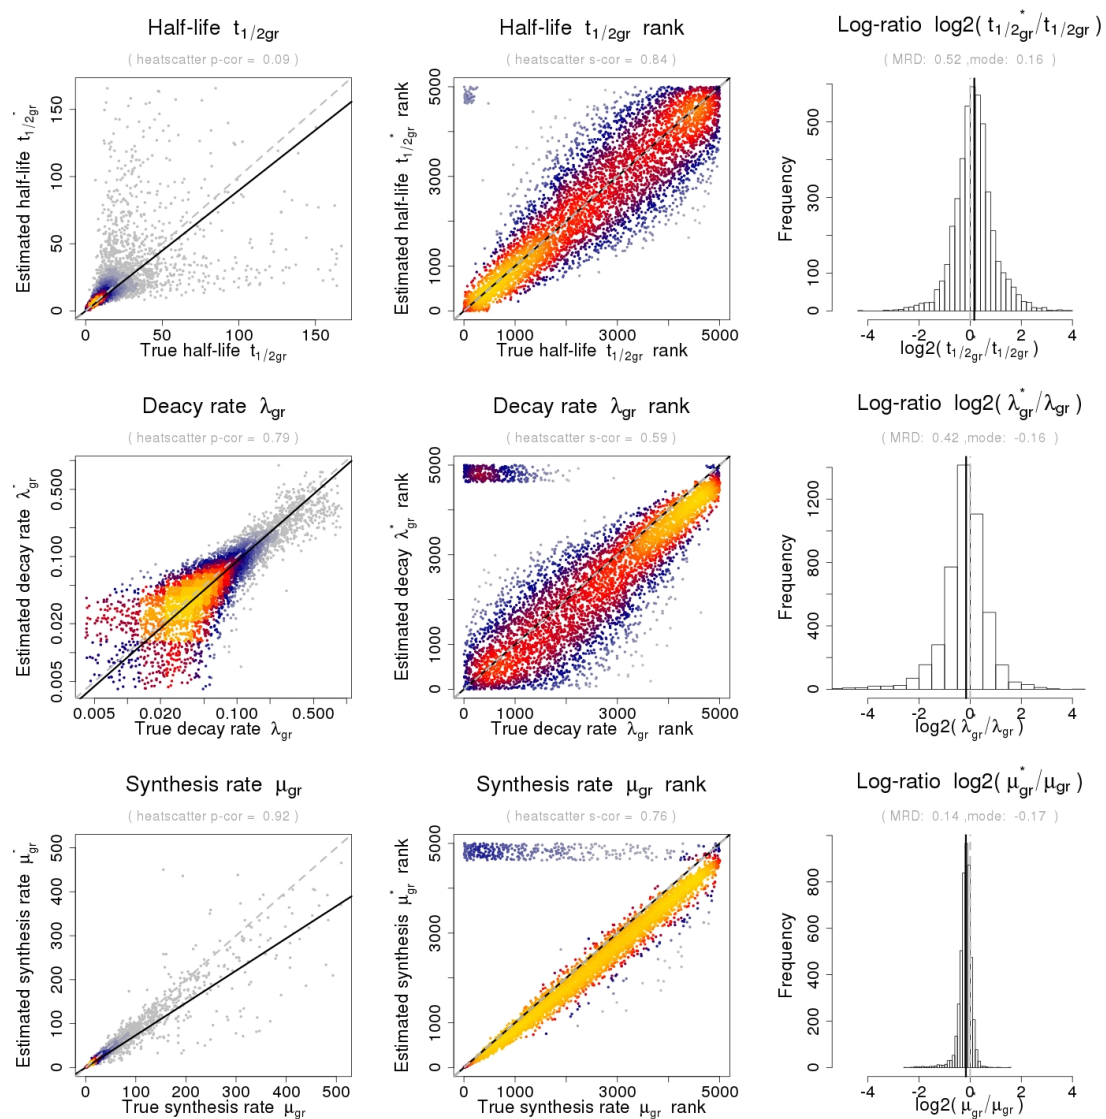 Half-life t1/2gr
( heatscatter p-cor = 0.09 )
Estimated half-life t*1/2gr
150
100
50
0
0 50 100 150
True half-life t1/2gr
Half-life t1/2gr rank
( heatscatter s-cor = 0.84 )
Estimated half-life t*1/2gr rank
5000
3000
1000
0
0 1000 3000 5000
True half-life t1/2gr rank
Log-ratio log2( t*1/2gr/t1/2gr )
( MRD: 0.52 ,mode: 0.16 )
Frequency
500
300
100
0
-4 -2 0 2 4
log2( t1/2gr/t1/2gr )
Deacy rate λgr
( heatscatter p-cor = 0.79 )
Estimated decay rate λ*gr
0.500
0.100
0.020
0.005
0.005 0.020 0.100 0.500
True decay rate λgr
Decay rate λgr rank
( heatscatter s-cor = 0.59 )
Estimated decay λ*gr rank
5000
3000
1000
0
0 1000 3000 5000
True decay rate λgr rank
Log-ratio log2( λ*gr/λgr )
( MRD: 0.42 ,mode: -0.16 )
Frequency
1200
800
400
0
-4 -2 0 2 4
log2( λgr/λgr )
Synthesis rate μgr
( heatscatter p-cor = 0.92 )
Estimated synthesis rate μ*gr
500
400
300
200
100
0
0 100 200 300 400 500
True synthesis rate μgr
Synthesis rate μgr rank
( heatscatter s-cor = 0.76 )
Estimated synthesis μ*gr rank
5000
3000
1000
0
0 1000 3000 5000
True synthesis rate μgr rank
Log-ratio log2( μ*gr/μgr )
( MRD: 0.14 ,mode: -0.17 )
Frequency
800
600
400
200
0
-4 -2 0 2 4
log2( μgr/μgr )